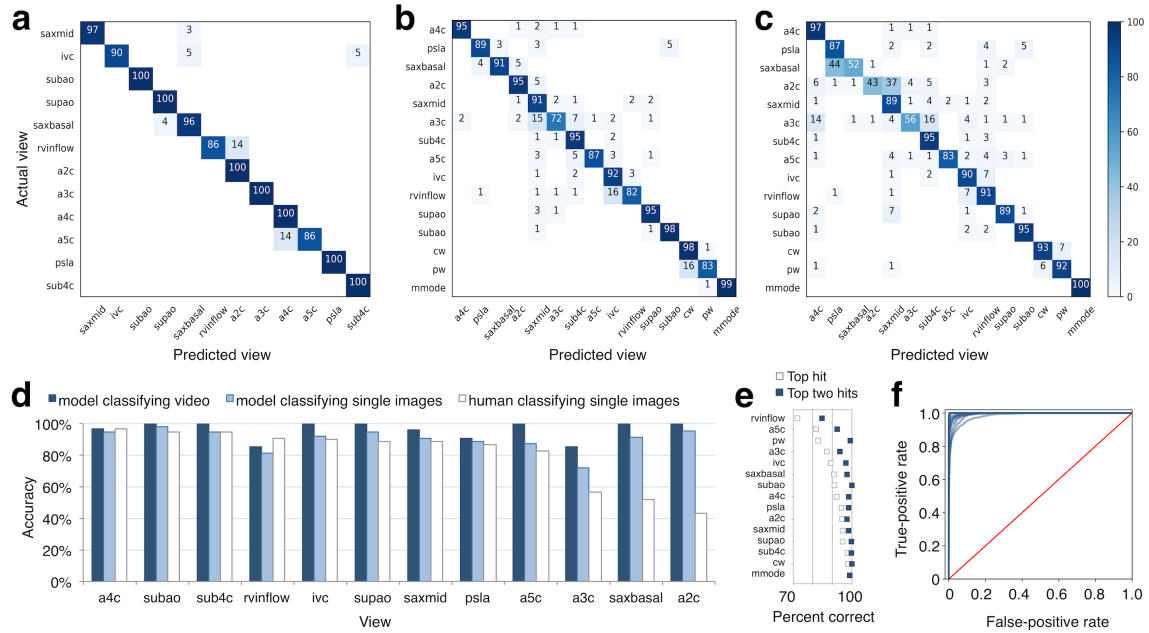 a
saxmid 97 3
ivc 90 5 5
subao 100
supao 100
saxbasal 4 96
rvinflow 86 14
a2c 100
a3c 100
a4c 100
a5c 14 86
psla 100
sub4c 100
Actual view
saxmid ivc subao supao saxbasal rvinflow a2c a3c a4c a5c psla sub4c
Predicted view
b
a4c 95 1 2 1 1
psla 89 3 3 5
saxbasal 4 91 5
a2c 95 5
saxmid 1 91 2 1 2 2
a3c 2 2 15 72 7 1 2 1
sub4c 1 1 95 2
a5c 3 5 87 3 1
ivc 1 2 92 3
rvinflow 1 1 1 1 16 82
supao 3 1 95
subao 1 1 98
cw 98 1
pw 16 83
mmode 1 99
a4c psla saxbasal a2c saxmid a3c sub4c a5c ivc rvinflow supao subao cw pw mmode
Predicted view
c
a4c 97 1 1 1
psla 87 2 2 4 5
saxbasal 44 52 1 1 2
a2c 6 1 1 43 37 4 5 3
saxmid 1 89 1 4 2 1 2
a3c 14 1 1 4 56 16 4 1 1
sub4c 1 95 1 3
a5c 1 4 1 1 83 2 4 3 1
ivc 1 2 90 7
rvinflow 1 1 7 91
supao 2 7 1 89 1
subao 1 2 2 95
cw 93 7
pw 1 1 6 92
mmode 100
a4c psla saxbasal a2c saxmid a3c sub4c a5c ivc rvinflow supao subao cw pw mmode
Predicted view
100
80
60
40
20
0
d
model classifying video model classifying single images human classifying single images
100%
80%
60%
40%
20%
0%
Accuracy
a4c subao sub4c rvinflow ivc supao saxmid psla a5c a3c saxbasal a2c
View
e
Top hit
Top two hits
rvinflow
a5c
pw
a3c
ivc
saxbasal
subao
a4c
psla
a2c
saxmid
supao
sub4c
cw
mmode
70 100
Percent correct
f
1.0
0.8
0.6
0.4
0.2
0
True-positive rate
0 0.2 0.4 0.6 0.8 1.0
False-positive rate